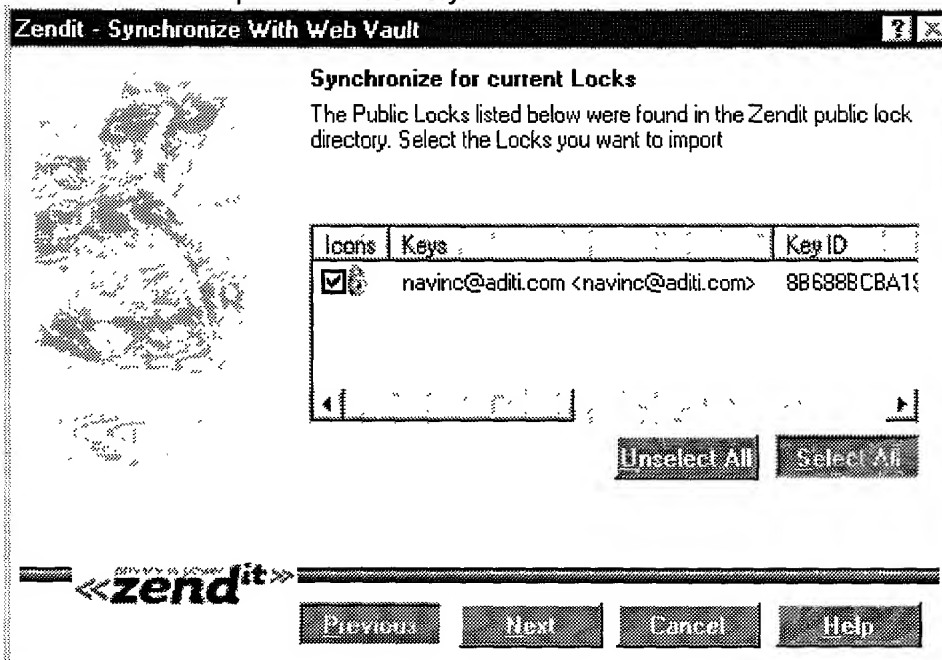 Zendit - Synchronize With Web Vault
Synchronize for current Locks
The Public Locks listed below were found in the Zendit public lock
directory. Select the Locks you want to import
Icons Keys Key ID
navinc@aditi.com <navinc@aditi.com> 8B688BCBA19
Unselect All Select All
«zendit»
Previous Next Cancel Help